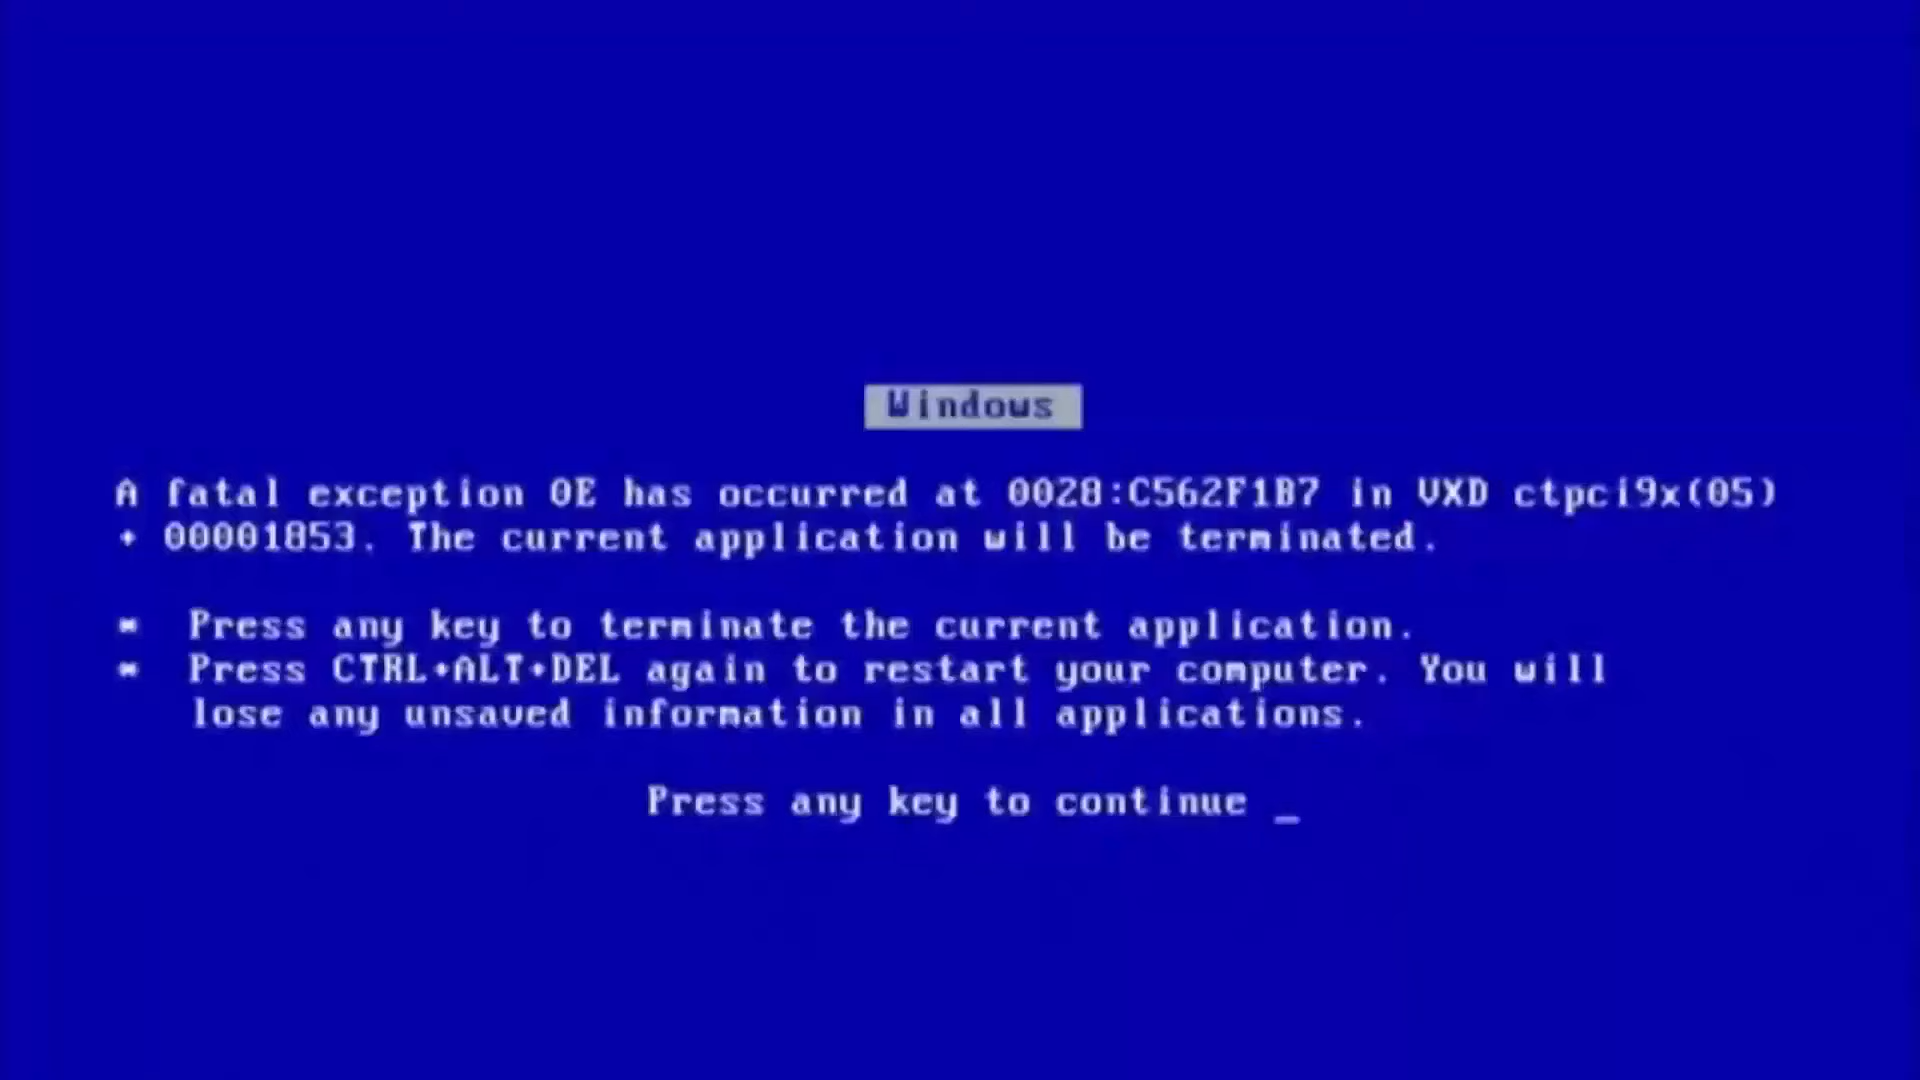 Windows
A fatal exception 0E has occurred at 0028:C562F1B7 in VXD ctpci9x(05)
+ 00001853. The current application will be terminated.
* Press any key to terminate the current application.
* Press CTRL+ALT+DEL again to restart your computer. You will
lose any unsaved information in all applications.
Press any key to continue _